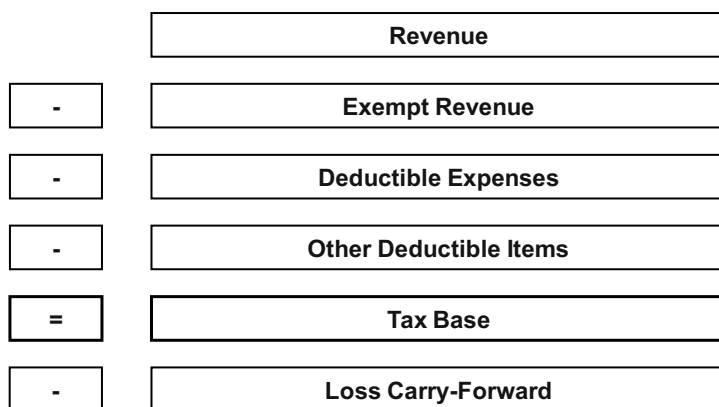 Revenue
- Exempt Revenue
- Deductible Expenses
- Other Deductible Items
= Tax Base
- Loss Carry-Forward